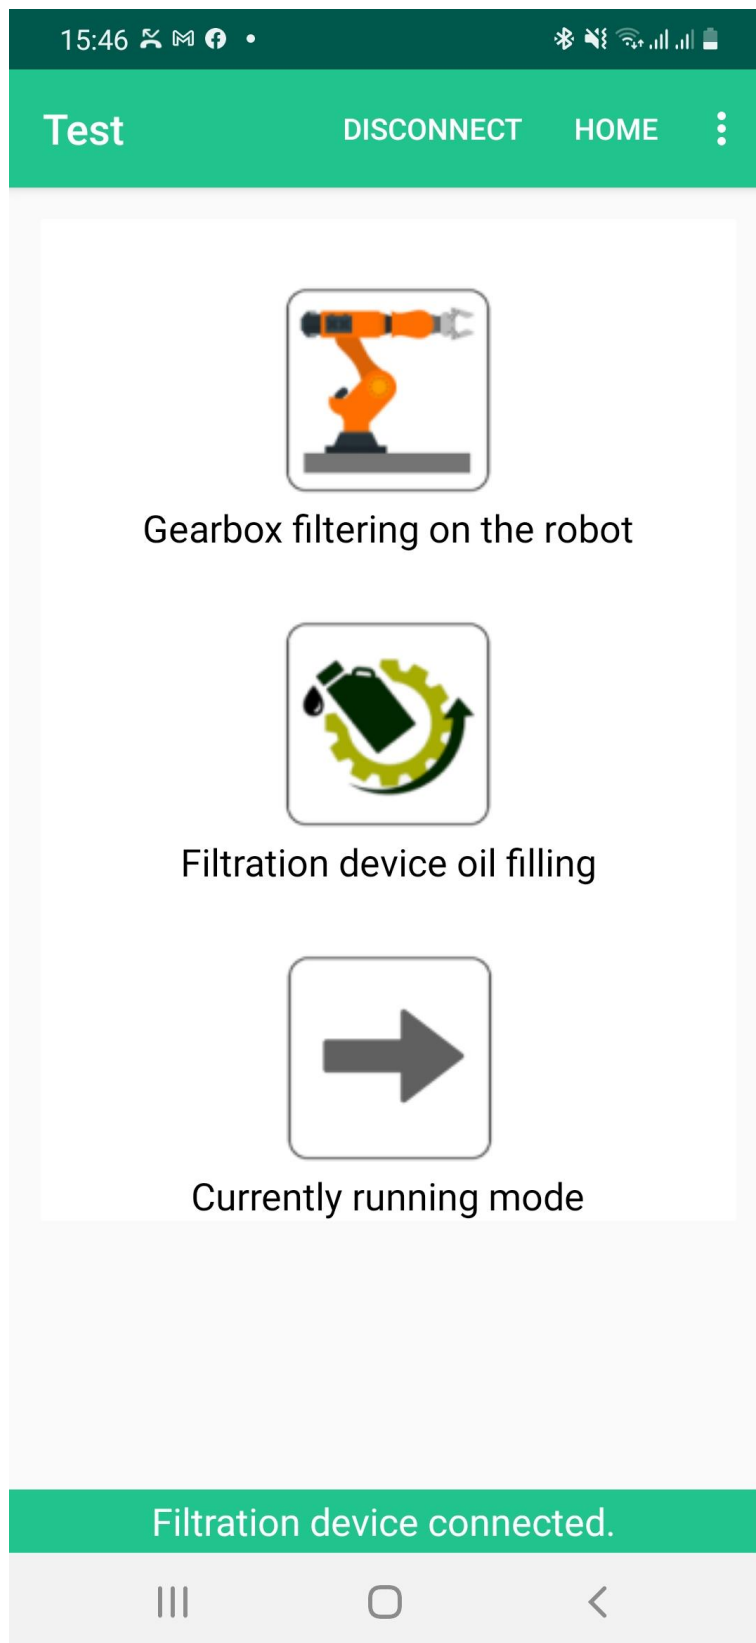 15:46
Test DISCONNECT HOME
Gearbox filtering on the robot
Filtration device oil filling
Currently running mode
Filtration device connected.